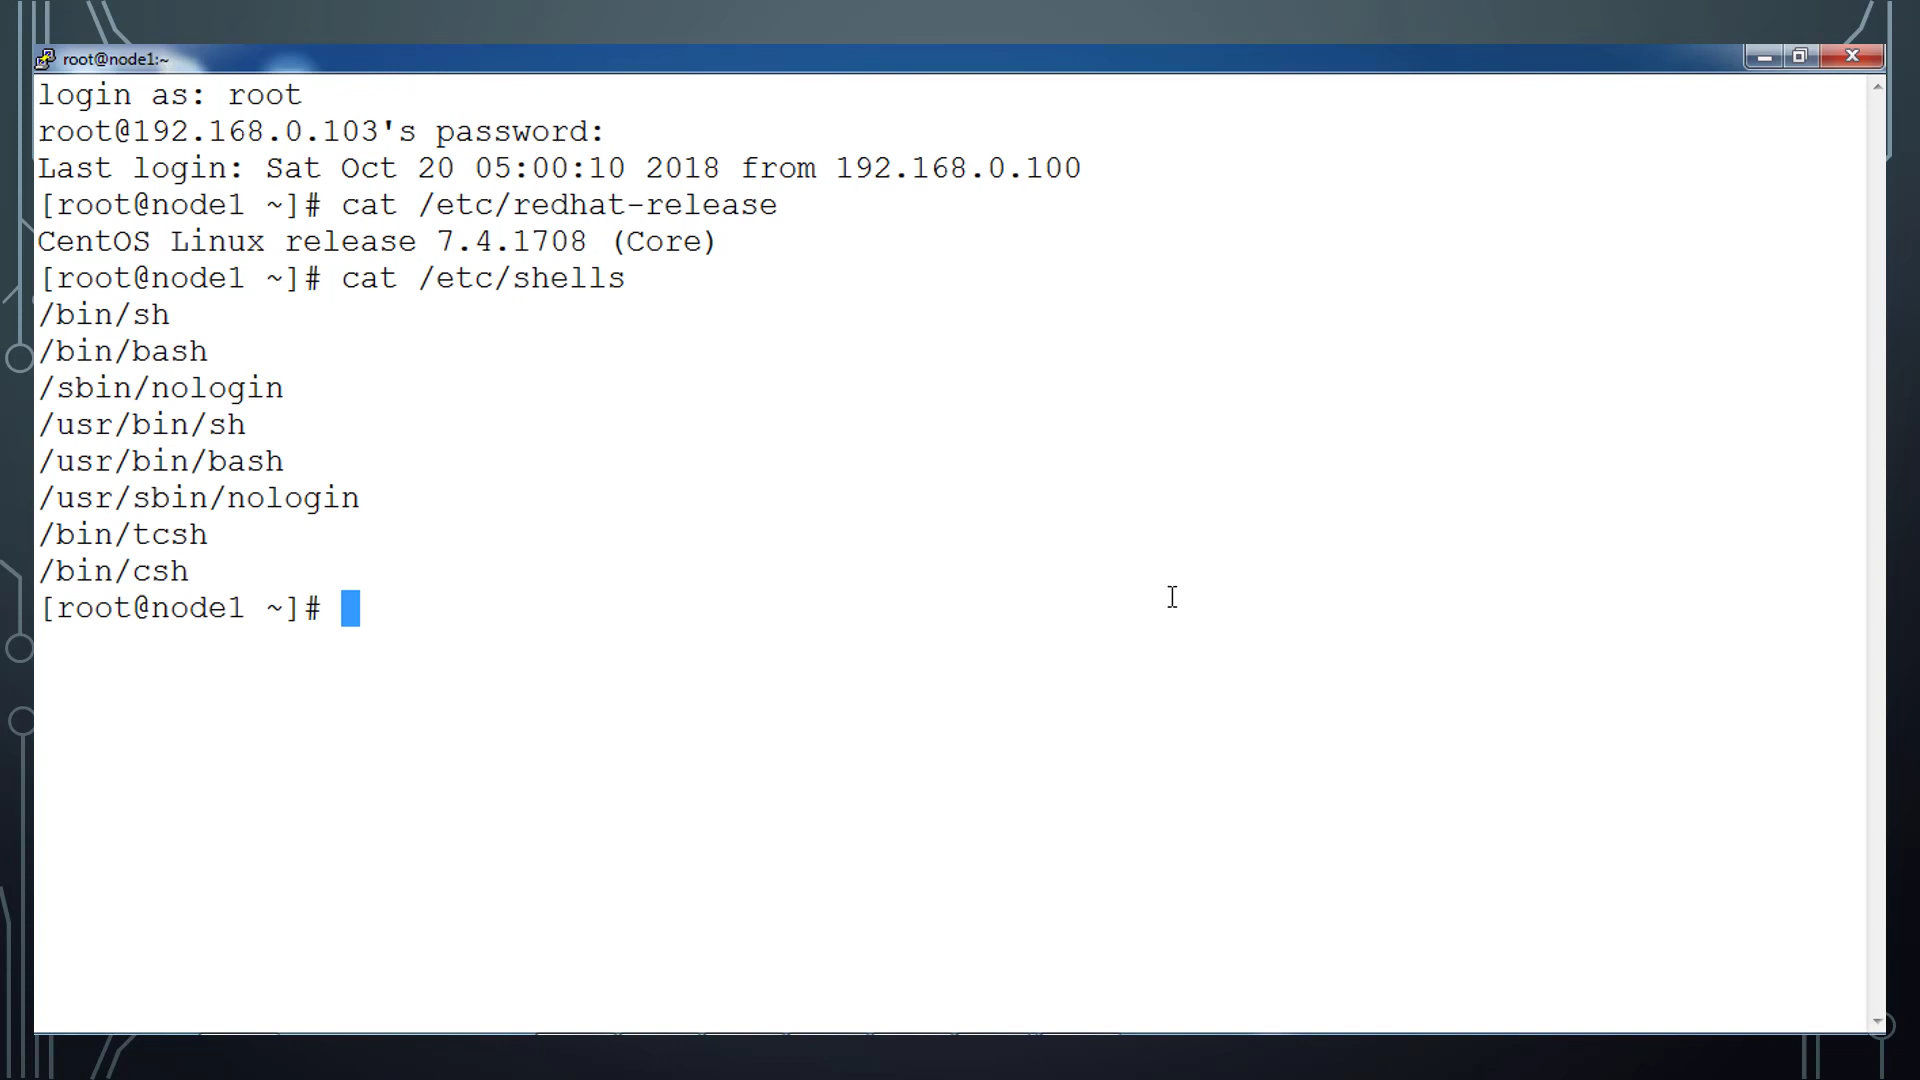 root@node1:~
login as: root
root@192.168.0.103's password:
Last login: Sat Oct 20 05:00:10 2018 from 192.168.0.100
[root@node1 ~]# cat /etc/redhat-release
CentOS Linux release 7.4.1708 (Core)
[root@node1 ~]# cat /etc/shells
/bin/sh
/bin/bash
/sbin/nologin
/usr/bin/sh
/usr/bin/bash
/usr/sbin/nologin
/bin/tcsh
/bin/csh
[root@node1 ~]#